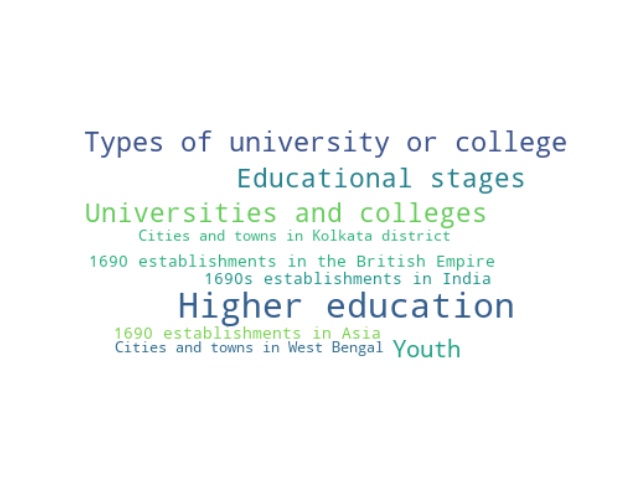 Types of university or college
Educational stages
Universities and colleges
Cities and towns in Kolkata district
1690 establishments in the British Empire
1690s establishments in India
Higher education
1690 establishments in Asia
Cities and towns in West Bengal
Youth